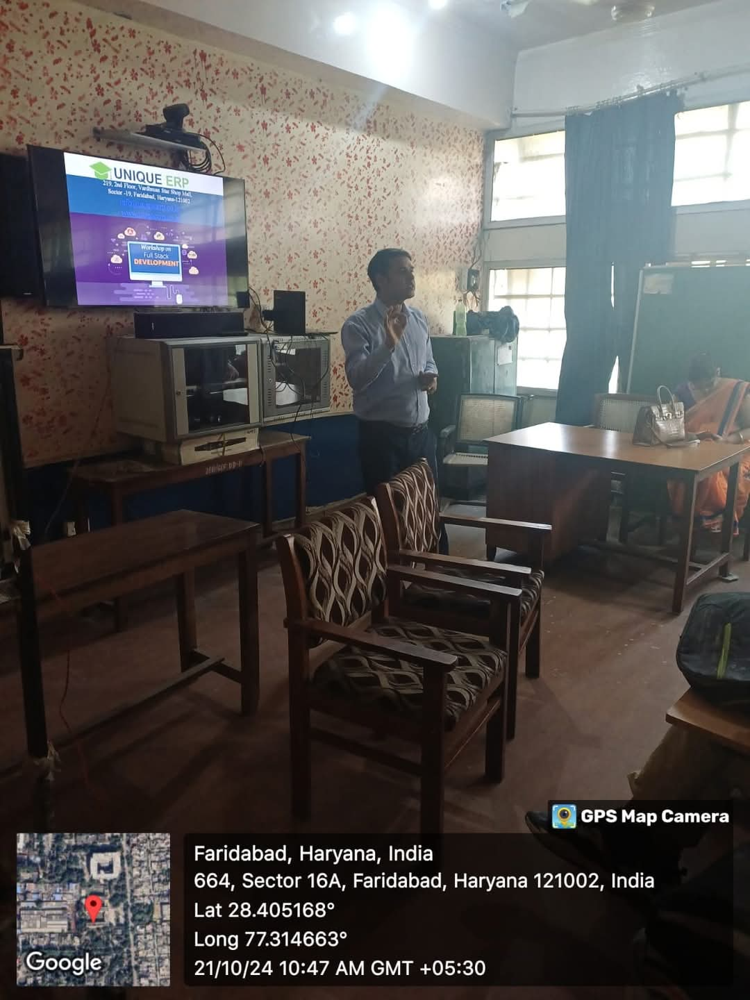 UNIQUE ERP
219, 2nd Floor, Vardhman Star Shop Mall,
Sector -19, Faridabad, Haryana-121002
Workshop on
Full Stack
DEVELOPMENT
GPS Map Camera
Faridabad, Haryana, India
664, Sector 16A, Faridabad, Haryana 121002, India
Lat 28.405168°
Long 77.314663°
21/10/24 10:47 AM GMT +05:30
Google